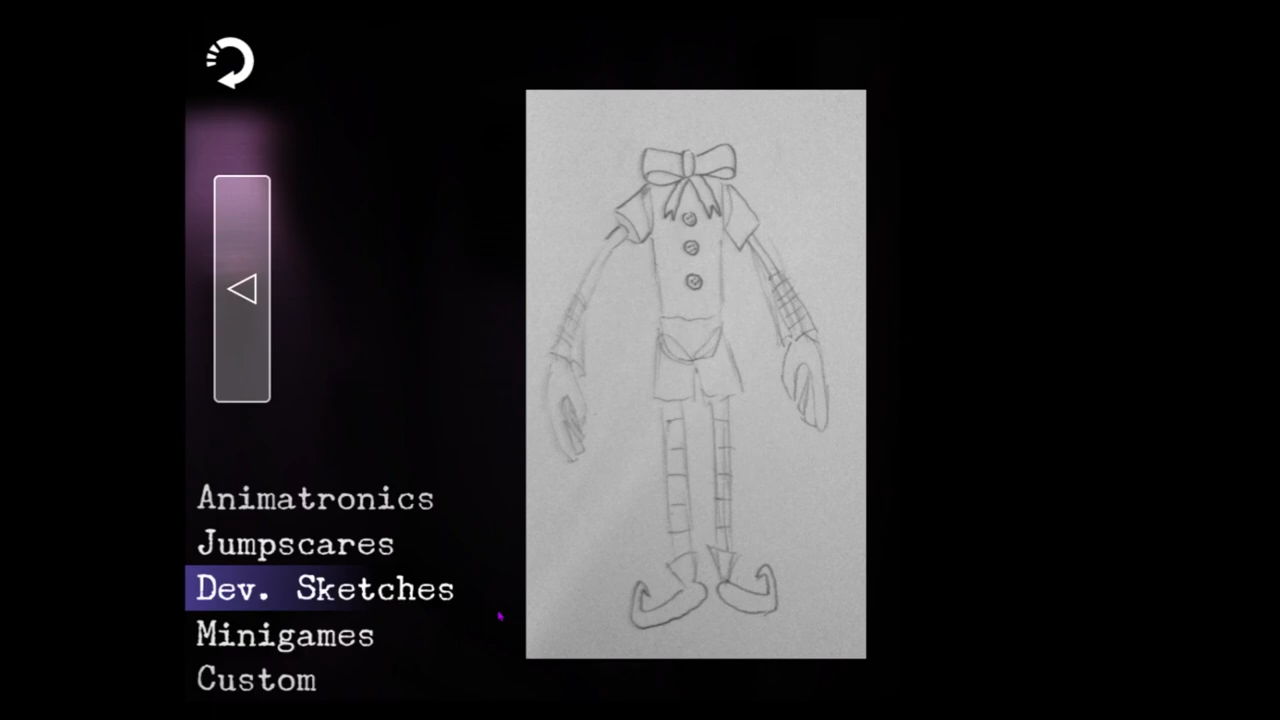 Animatronics
Jumpscares
Dev. Sketches
Minigames
Custom